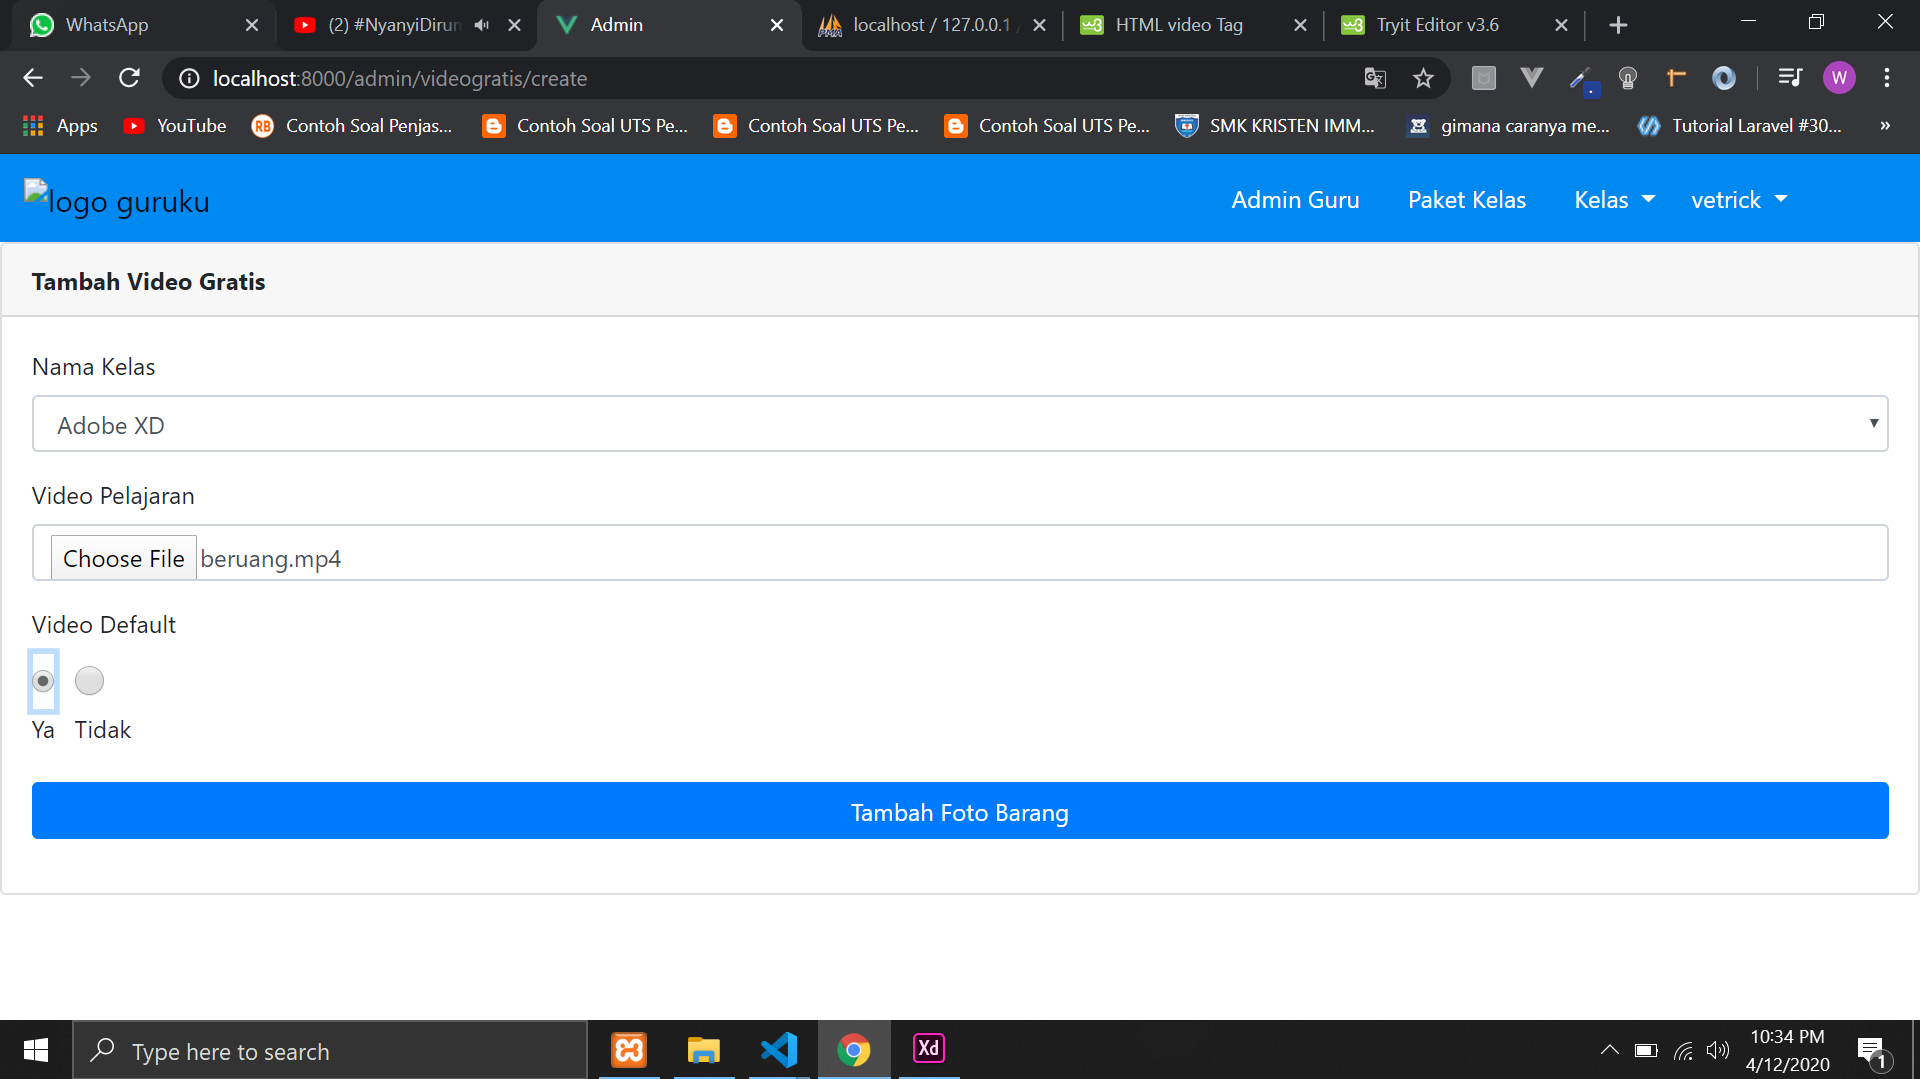 WhatsApp
(2) #NyanyiDirum
Admin
localhost / 127.0.0.1
HTML video Tag
Tryit Editor v3.6
localhost:8000/admin/videogratis/create
W
Apps
YouTube
RB
Contoh Soal Penjas...
Contoh Soal UTS Pe...
Contoh Soal UTS Pe...
Contoh Soal UTS Pe...
SMK KRISTEN IMM...
gimana caranya me...
Tutorial Laravel #30...
»
logo guruku
Admin Guru
Paket Kelas
Kelas
vetrick
Tambah Video Gratis
Nama Kelas
Adobe XD
Video Pelajaran
Choose File beruang.mp4
Video Default
Ya Tidak
Tambah Foto Barang
Type here to search
Xd
10:34 PM
4/12/2020
1